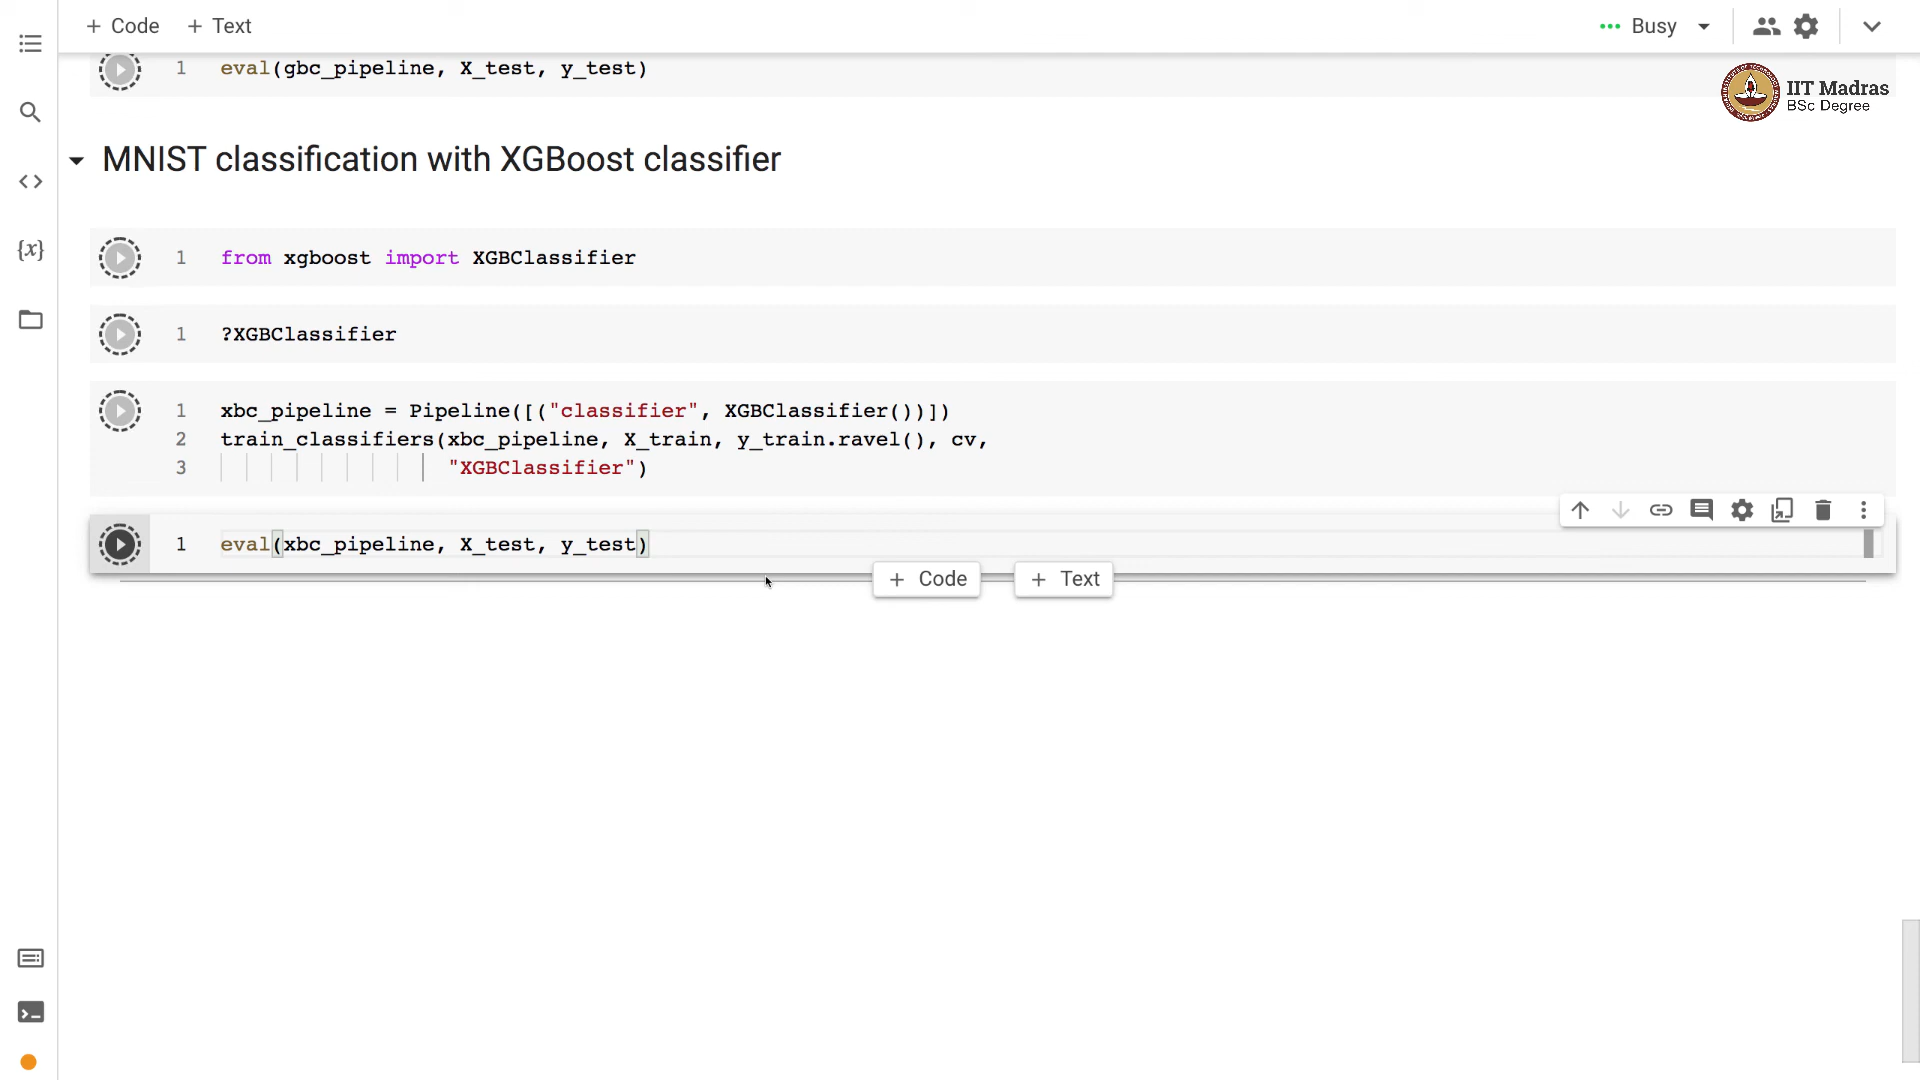 + Code + Text
Busy
1 eval(gbc_pipeline, X_test, y_test)
IIT Madras
BSc Degree
MNIST classification with XGBoost classifier
1 from xgboost import XGBClassifier
1 ?XGBClassifier
1 xbc_pipeline = Pipeline([("classifier", XGBClassifier())])
2 train_classifiers(xbc_pipeline, X_train, y_train.ravel(), cv,
3 "XGBClassifier")
1 eval(xbc_pipeline, X_test, y_test)
+ Code + Text